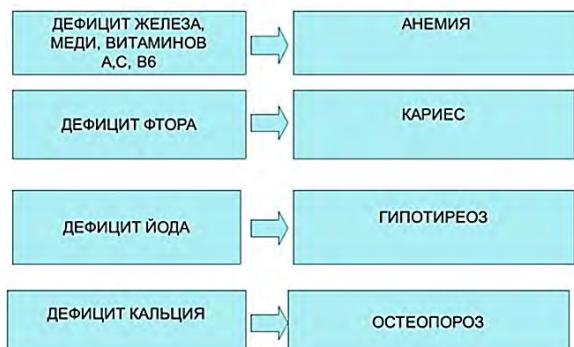 ДЕФИЦИТ ЖЕЛЕЗА,
МЕДИ, ВИТАМИНОВ
А,С, В6
АНЕМИЯ
ДЕФИЦИТ ФТОРА
КАРИЕС
ДЕФИЦИТ ЙОДА
ГИПОТИРЕОЗ
ДЕФИЦИТ КАЛЬЦИЯ
ОСТЕОПОРОЗ